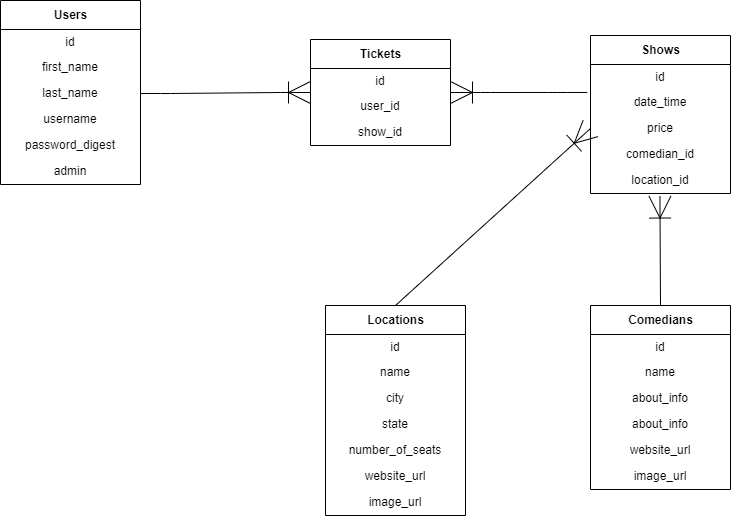 Users
id
first_name
last_name
username
password_digest
admin
Tickets
id
user_id
show_id
Shows
id
date_time
price
comedian_id
location_id
Locations
id
name
city
state
number_of_seats
website_url
image_url
Comedians
id
name
about_info
about_info
website_url
image_url